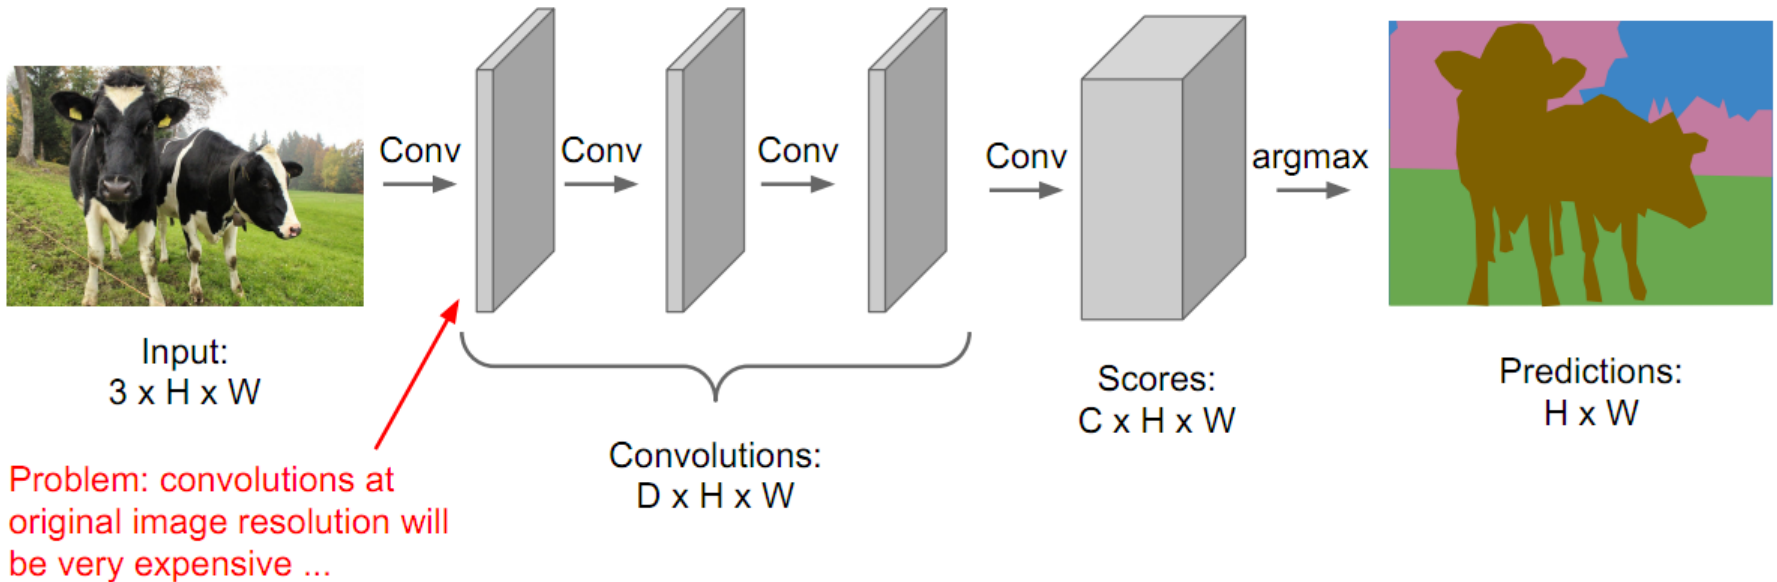 Conv
Conv
Conv
Conv
argmax
Input:
3 x H x W
Problem: convolutions at
original image resolution will
be very expensive ...
Convolutions:
D x H x W
Scores:
C x H x W
Predictions:
H x W